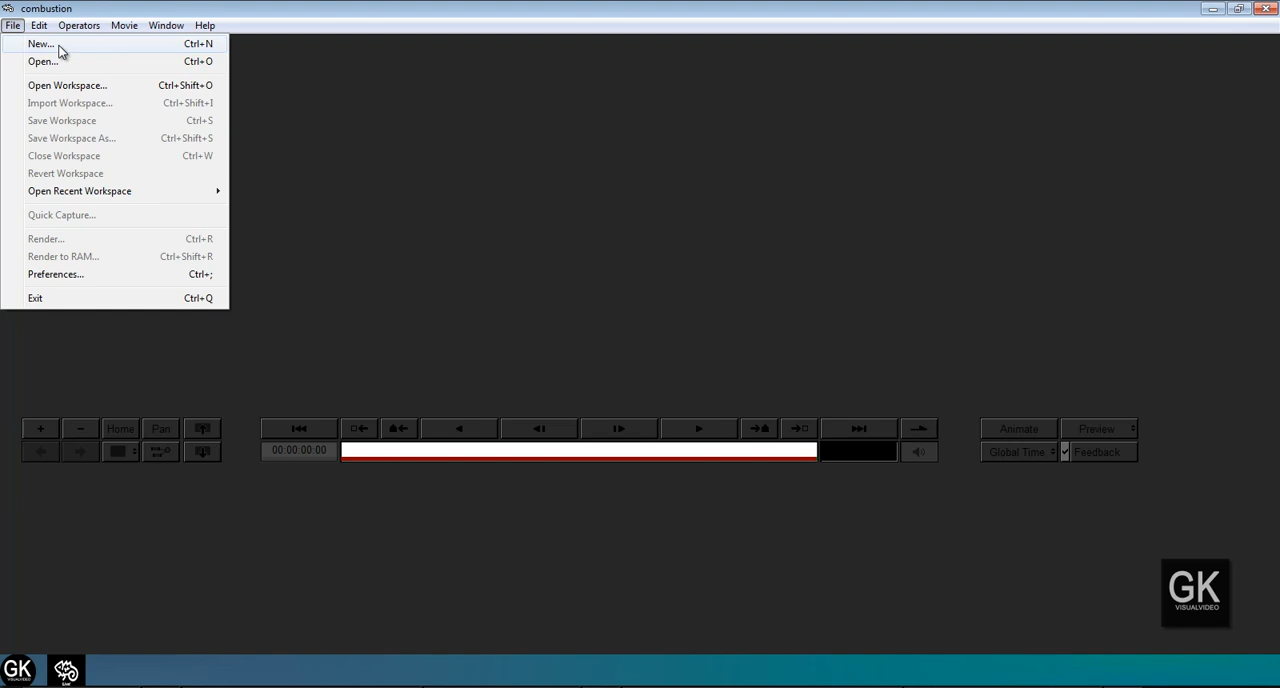 combustion
File Edit Operators Movie Window Help
New... Ctrl+N
Open... Ctrl+O
Open Workspace... Ctrl+Shift+O
Import Workspace... Ctrl+Shift+I
Save Workspace Ctrl+S
Save Workspace As... Ctrl+Shift+S
Close Workspace Ctrl+W
Revert Workspace
Open Recent Workspace
Quick Capture...
Render... Ctrl+R
Render to RAM... Ctrl+Shift+R
Preferences... Ctrl+;
Exit Ctrl+Q
+ − Home Pan Animate Preview
00:00:00:00 Global Time Feedback
GK
VISUALVIDEO
GK
VISUALVIDEO